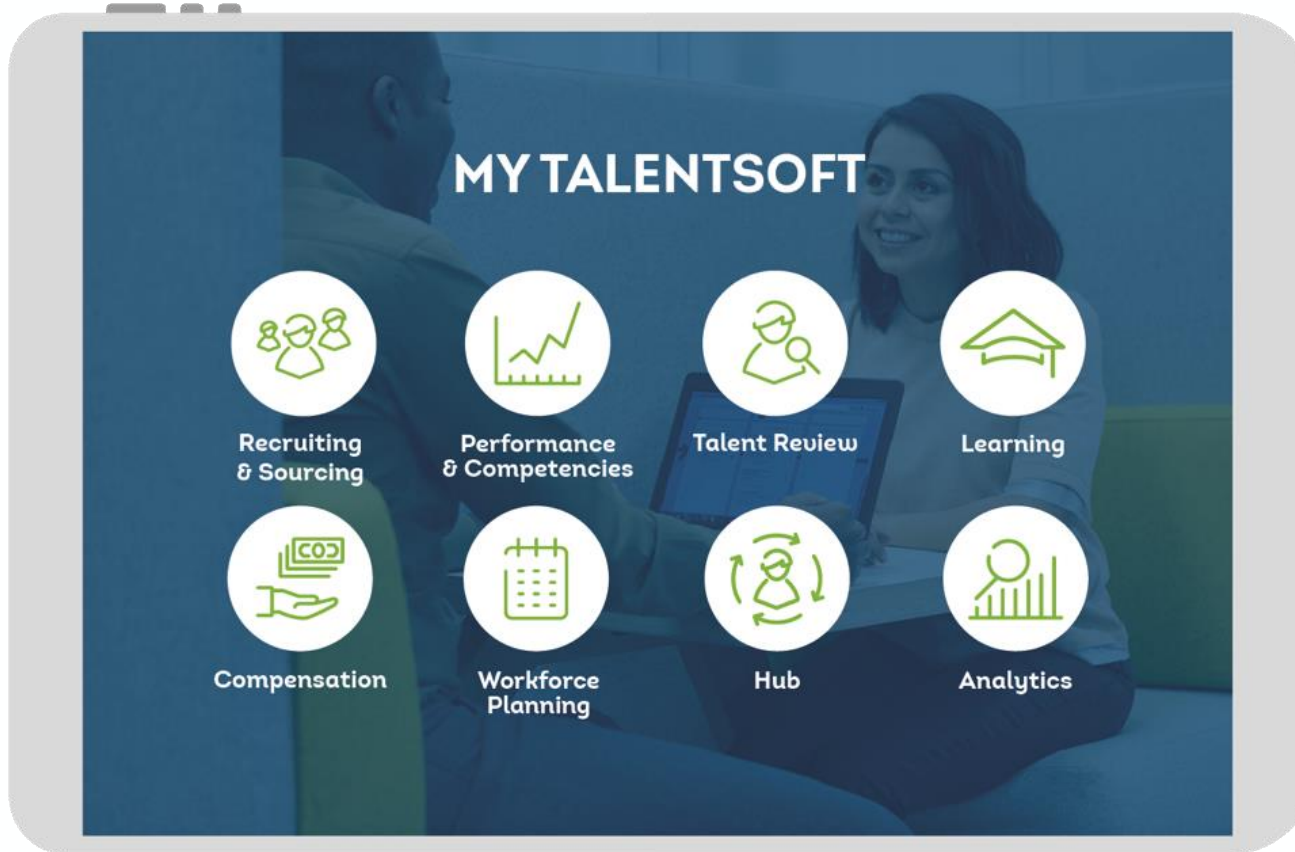 MY TALENTSOFT
Recruiting
& Sourcing
Performance
& Competencies
Talent Review
Learning
Compensation
Workforce
Planning
Hub
Analytics